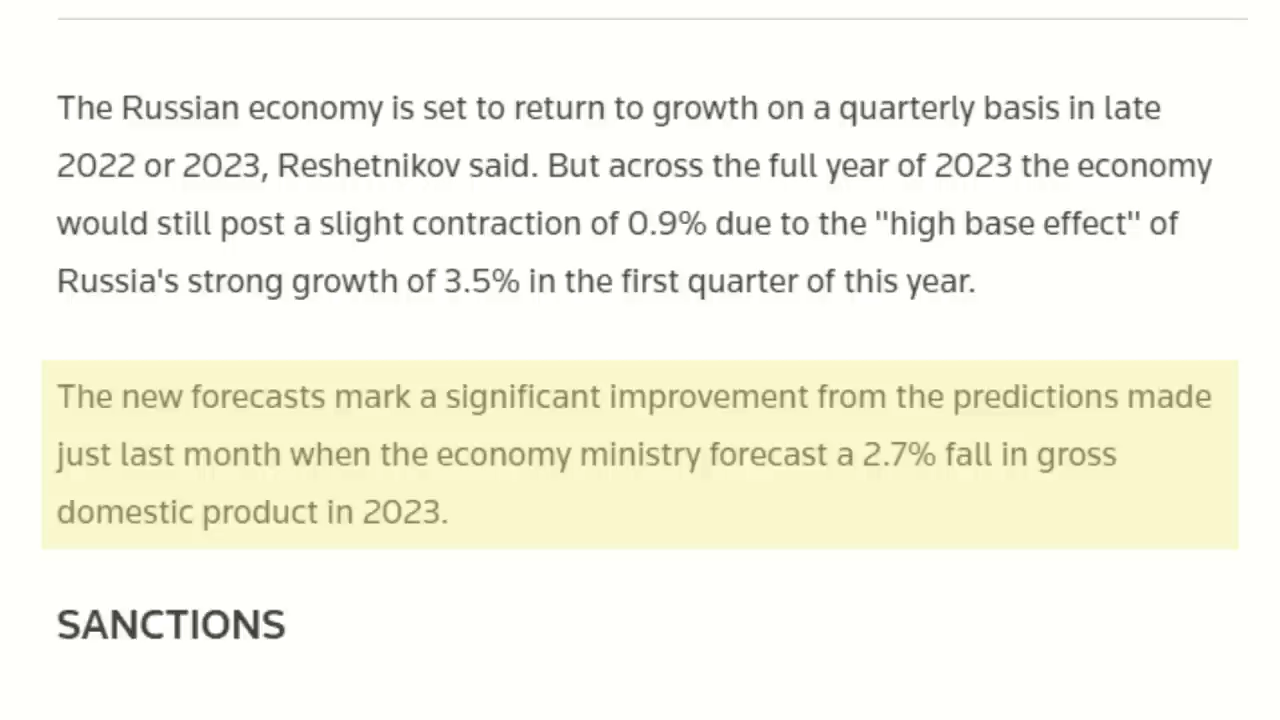 The Russian economy is set to return to growth on a quarterly basis in late
2022 or 2023, Reshetnikov said. But across the full year of 2023 the economy
would still post a slight contraction of 0.9% due to the "high base effect" of
Russia's strong growth of 3.5% in the first quarter of this year.
The new forecasts mark a significant improvement from the predictions made
just last month when the economy ministry forecast a 2.7% fall in gross
domestic product in 2023.
SANCTIONS